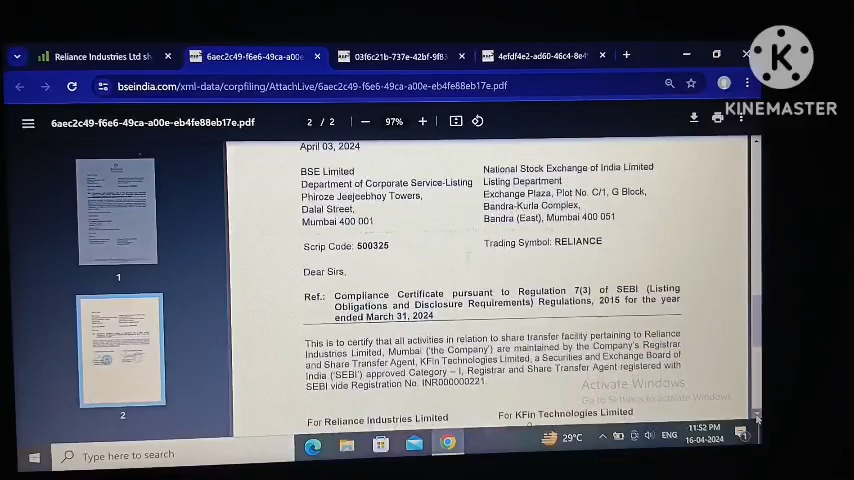 Reliance Industries Ltd sh
6aec2c49-f6e6-49ca-a00e
03f6c21b-737e-42bf-9f8
4efdf4e2-ad60-46c4-8e4
bseindia.com/xml-data/corpfiling/AttachLive/6aec2c49-f6e6-49ca-a00e-eb4fe88eb17e.pdf
KINEMASTER
6aec2c49-f6e6-49ca-a00e-eb4fe88eb17e.pdf
2 / 2
97%
April 03, 2024
BSE Limited
Department of Corporate Service-Listing
Phiroze Jeejeebhoy Towers,
Dalal Street,
Mumbai 400 001
National Stock Exchange of India Limited
Listing Department
Exchange Plaza, Plot No. C/1, G Block,
Bandra-Kurla Complex,
Bandra (East), Mumbai 400 051
Scrip Code: 500325
Trading Symbol: RELIANCE
Dear Sirs,
Ref.: Compliance Certificate pursuant to Regulation 7(3) of SEBI (Listing
Obligations and Disclosure Requirements) Regulations, 2015 for the year
ended March 31, 2024
This is to certify that all activities in relation to share transfer facility pertaining to Reliance
Industries Limited, Mumbai ('the Company') are maintained by the Company's Registrar
and Share Transfer Agent, KFin Technologies Limited, a Securities and Exchange Board of
India ('SEBI') approved Category – I, Registrar and Share Transfer Agent registered with
SEBI vide Registration No. INR000000221.
Activate Windows
Go to Settings to activate Windows.
For Reliance Industries Limited
For KFin Technologies Limited
1
2
Type here to search
29°C
ENG
11:52 PM
16-04-2024